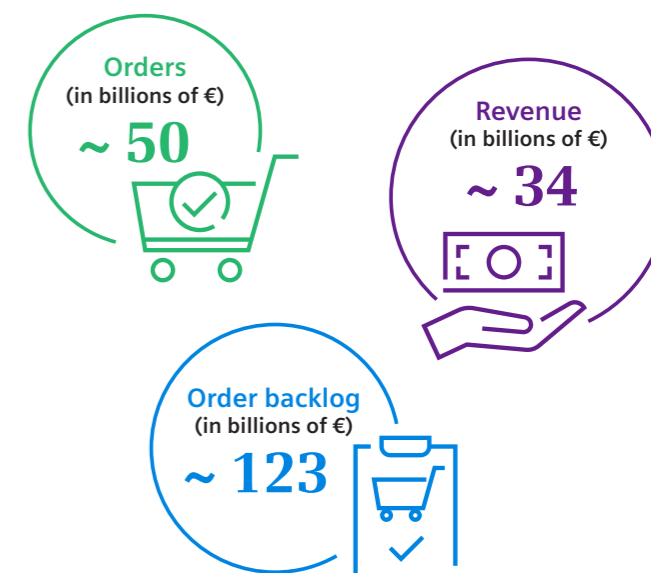 Orders
(in billions of €)
~ 50
Revenue
(in billions of €)
~ 34
Order backlog
(in billions of €)
~ 123